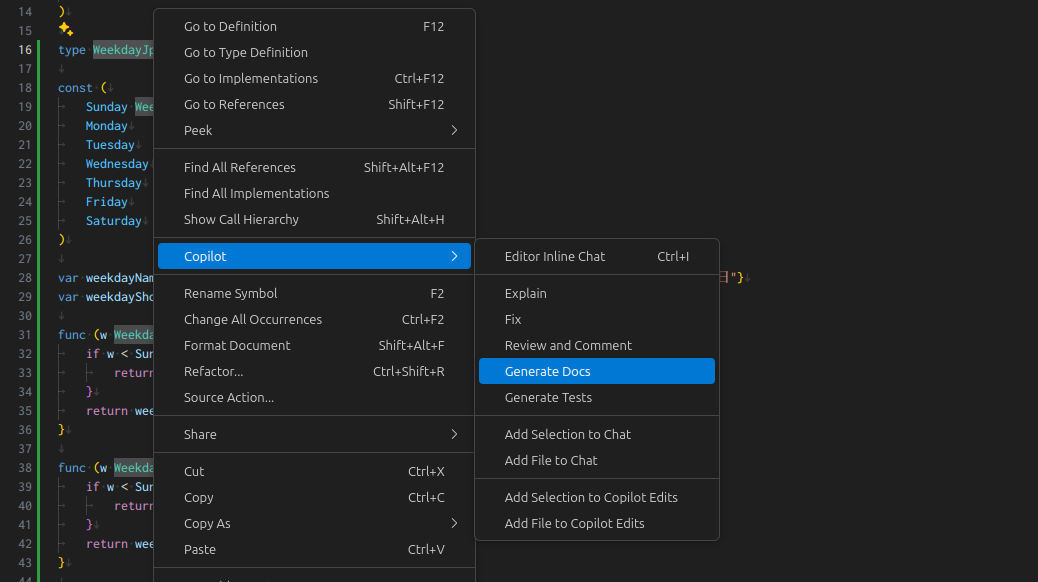 14 )
15
16 type WeekdayJp
17
18 const (
19 Sunday Wee
20 Monday
21 Tuesday
22 Wednesday
23 Thursday
24 Friday
25 Saturday
26 )
27
28 var weekdayNam 日"}
29 var weekdaySho
30
31 func (w Weekda
32 if w < Sun
33 return
34 }
35 return wee
36 }
37
38 func (w Weekda
39 if w < Sun
40 return
41 }
42 return wee
43 }
44
Go to Definition F12
Go to Type Definition
Go to Implementations Ctrl+F12
Go to References Shift+F12
Peek
Find All References Shift+Alt+F12
Find All Implementations
Show Call Hierarchy Shift+Alt+H
Copilot
Rename Symbol F2
Change All Occurrences Ctrl+F2
Format Document Shift+Alt+F
Refactor... Ctrl+Shift+R
Source Action...
Share
Cut Ctrl+X
Copy Ctrl+C
Copy As
Paste Ctrl+V
Editor Inline Chat Ctrl+I
Explain
Fix
Review and Comment
Generate Docs
Generate Tests
Add Selection to Chat
Add File to Chat
Add Selection to Copilot Edits
Add File to Copilot Edits